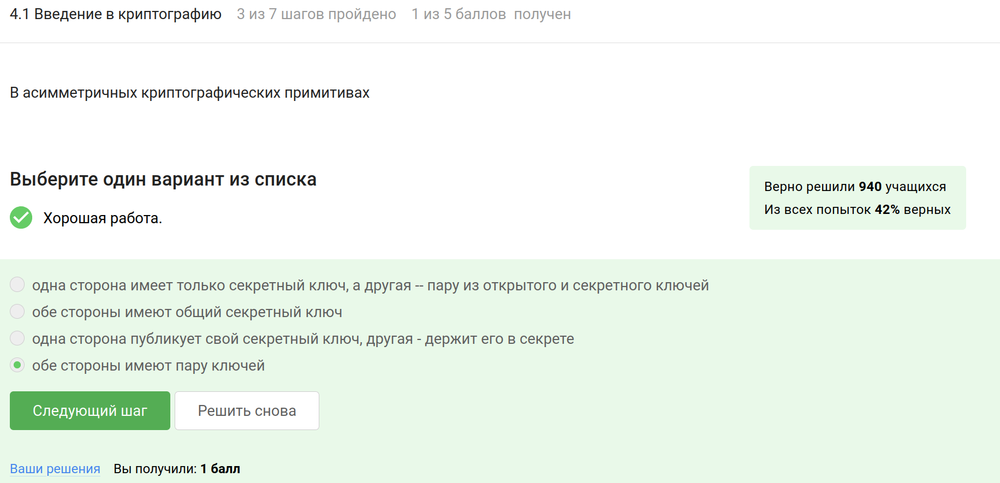 4.1 Введение в криптографию 3 из 7 шагов пройдено 1 из 5 баллов получен
В асимметричных криптографических примитивах
Выберите один вариант из списка
Хорошая работа.
Верно решили 940 учащихся
Из всех попыток 42% верных
одна сторона имеет только секретный ключ, а другая -- пару из открытого и секретного ключей
обе стороны имеют общий секретный ключ
одна сторона публикует свой секретный ключ, другая - держит его в секрете
обе стороны имеют пару ключей
Следующий шаг Решить снова
Ваши решения Вы получили: 1 балл